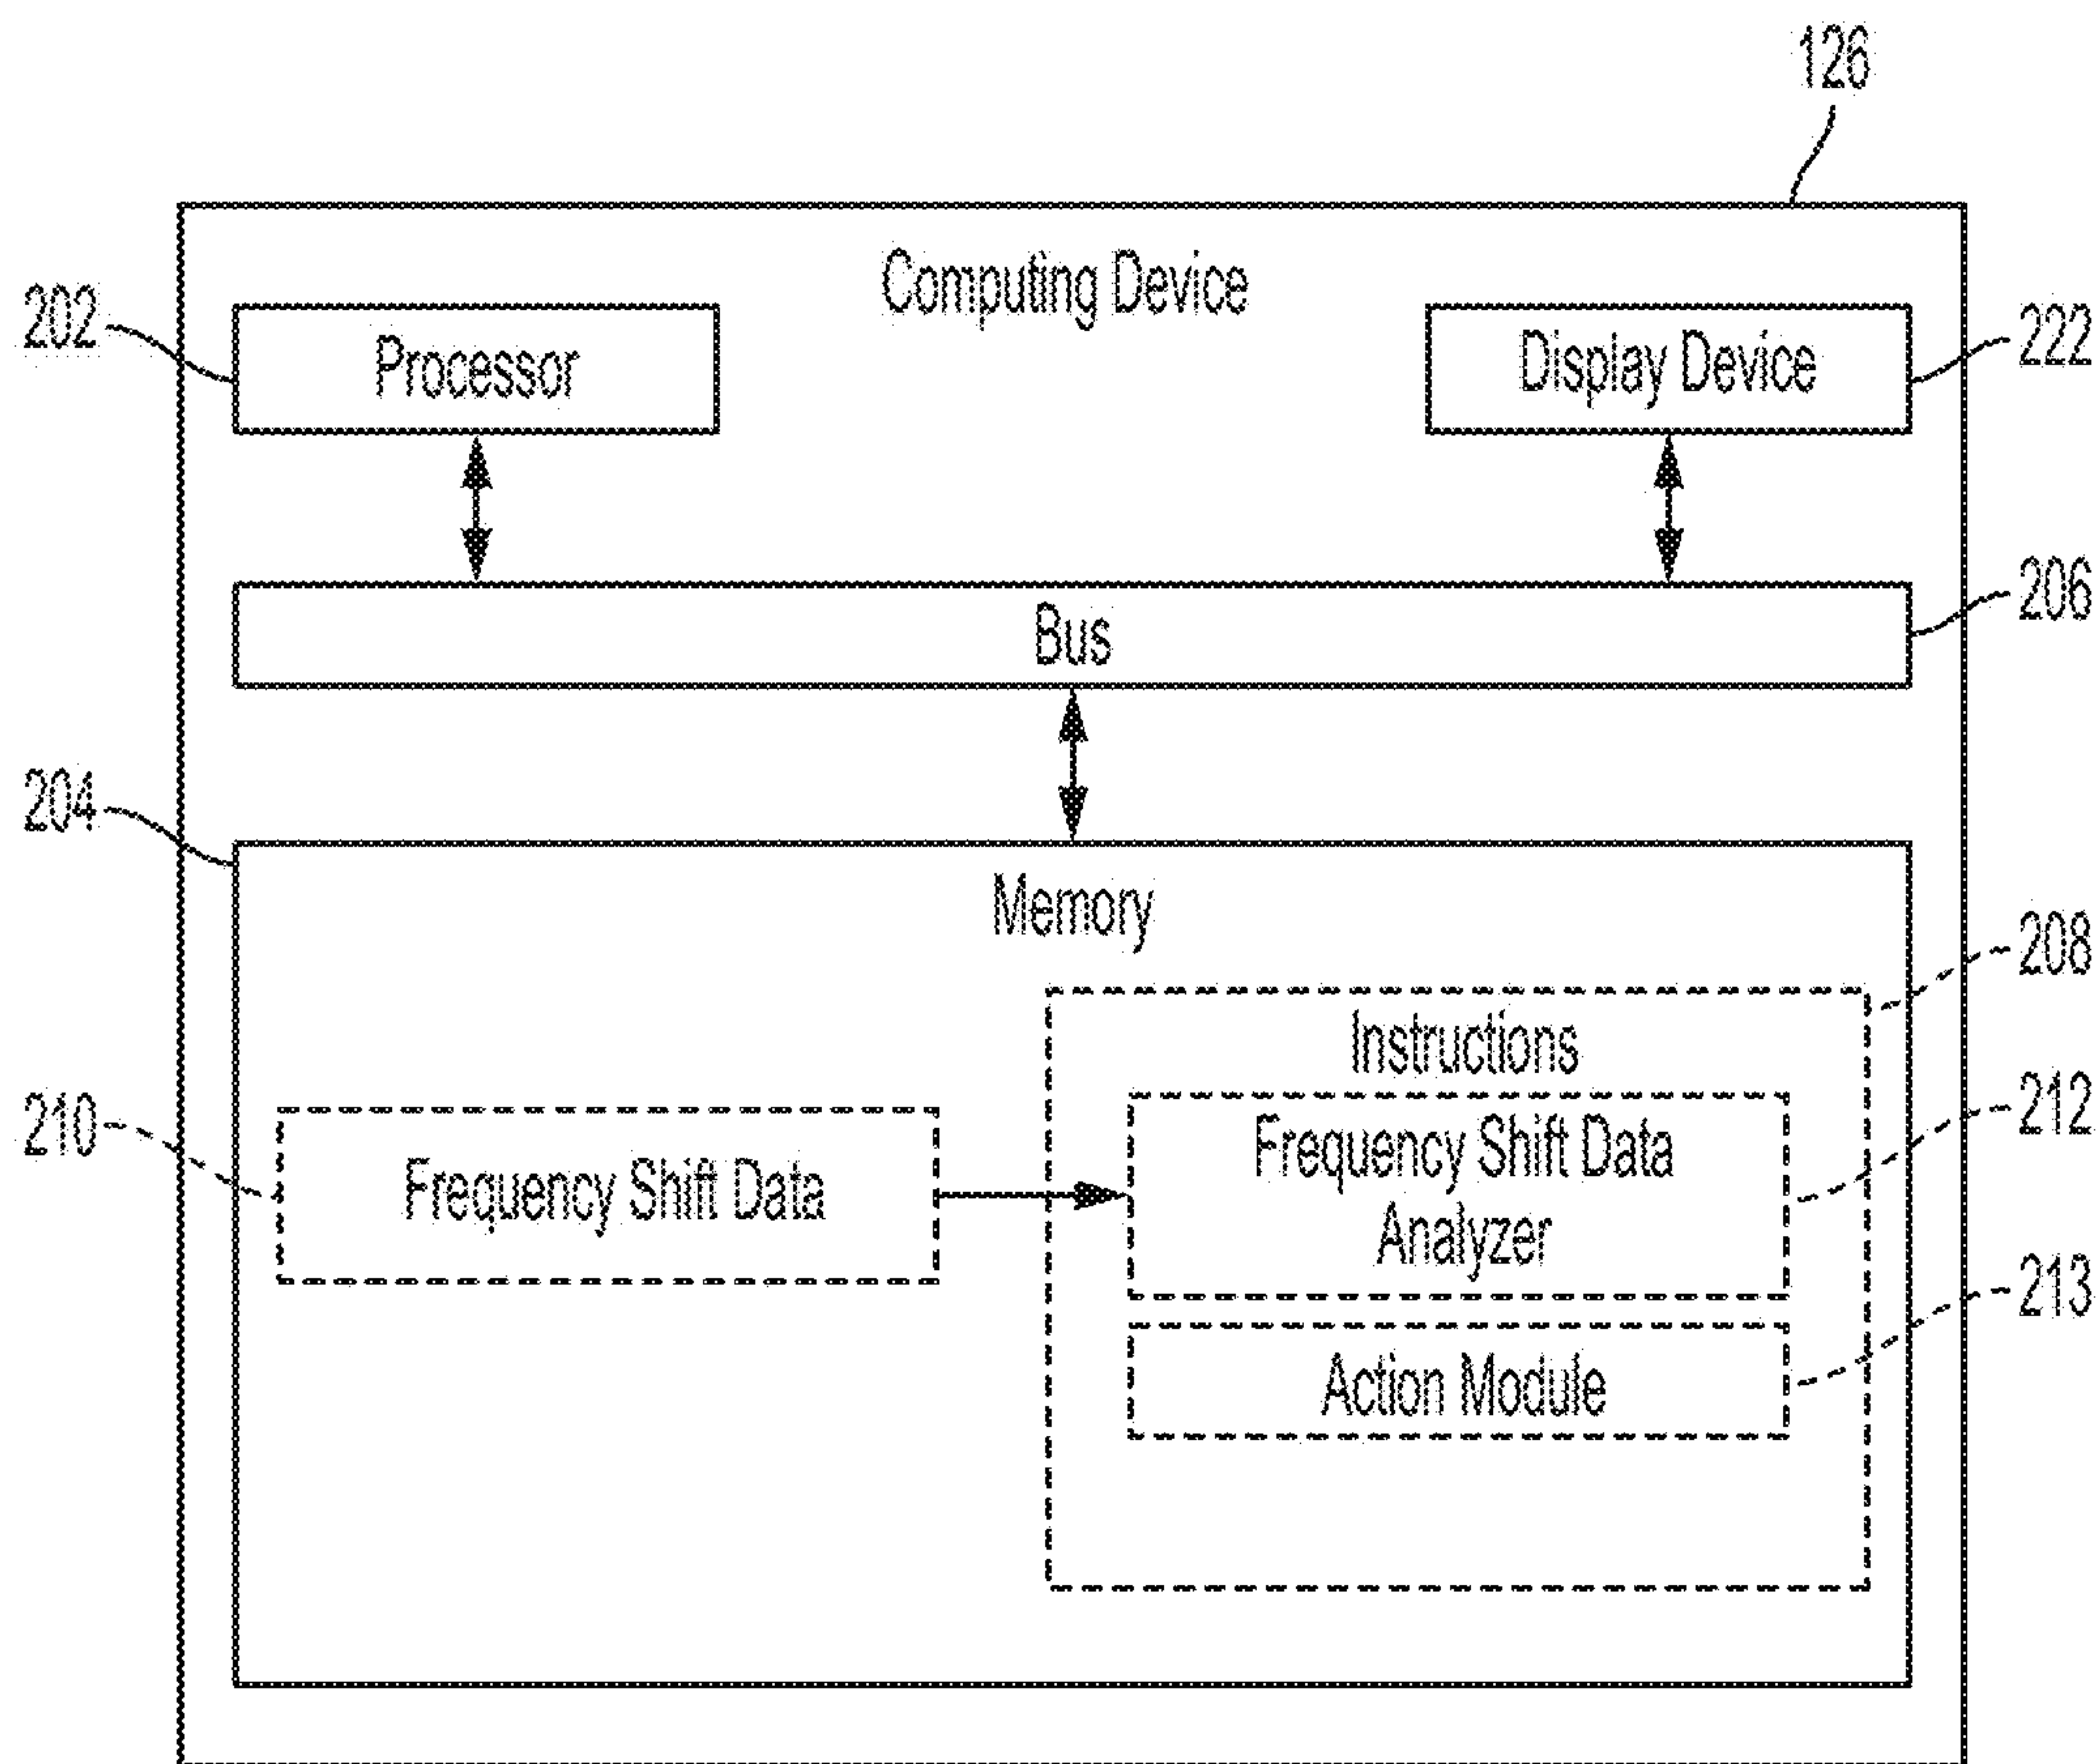 126
Computing Device
202
Processor
Display Device
222
Bus
206
204
Memory
208
Instructions
210
Frequency Shift Data
Frequency Shift Data
Analyzer
212
Action Module
213